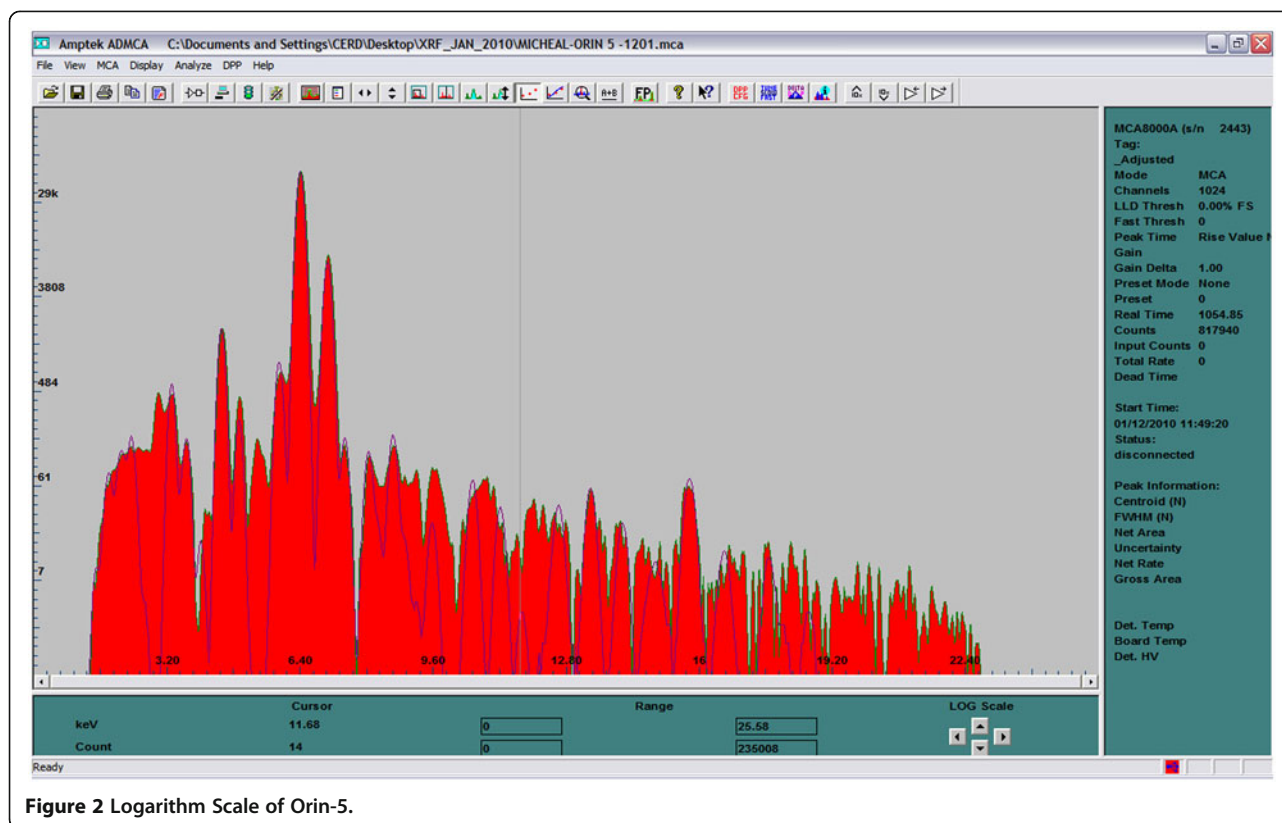 Amptek ADMCA C:\Documents and Settings\CERD\Desktop\XRF_JAN_2010\MICHEAL-ORIN 5 -1201.mca
File View MCA Display Analyze DPP Help
A+B FP
29k
3808
484
61
7
3.20 6.40 9.60 12.80 16 19.20 22.40
MCA8000A (s/n 2443)
Tag:
_Adjusted
Mode MCA
Channels 1024
LLD Thresh 0.00% FS
Fast Thresh 0
Peak Time Rise Value
Gain
Gain Delta 1.00
Preset Mode None
Preset 0
Real Time 1054.85
Counts 817940
Input Counts 0
Total Rate 0
Dead Time
Start Time:
01/12/2010 11:49:20
Status:
disconnected
Peak Information:
Centroid (N)
FWHM (N)
Net Area
Uncertainty
Net Rate
Gross Area
Det. Temp
Board Temp
Det. HV
Cursor Range LOG Scale
keV 11.68 0 25.58
Count 14 0 235008
Ready
Figure 2 Logarithm Scale of Orin-5.